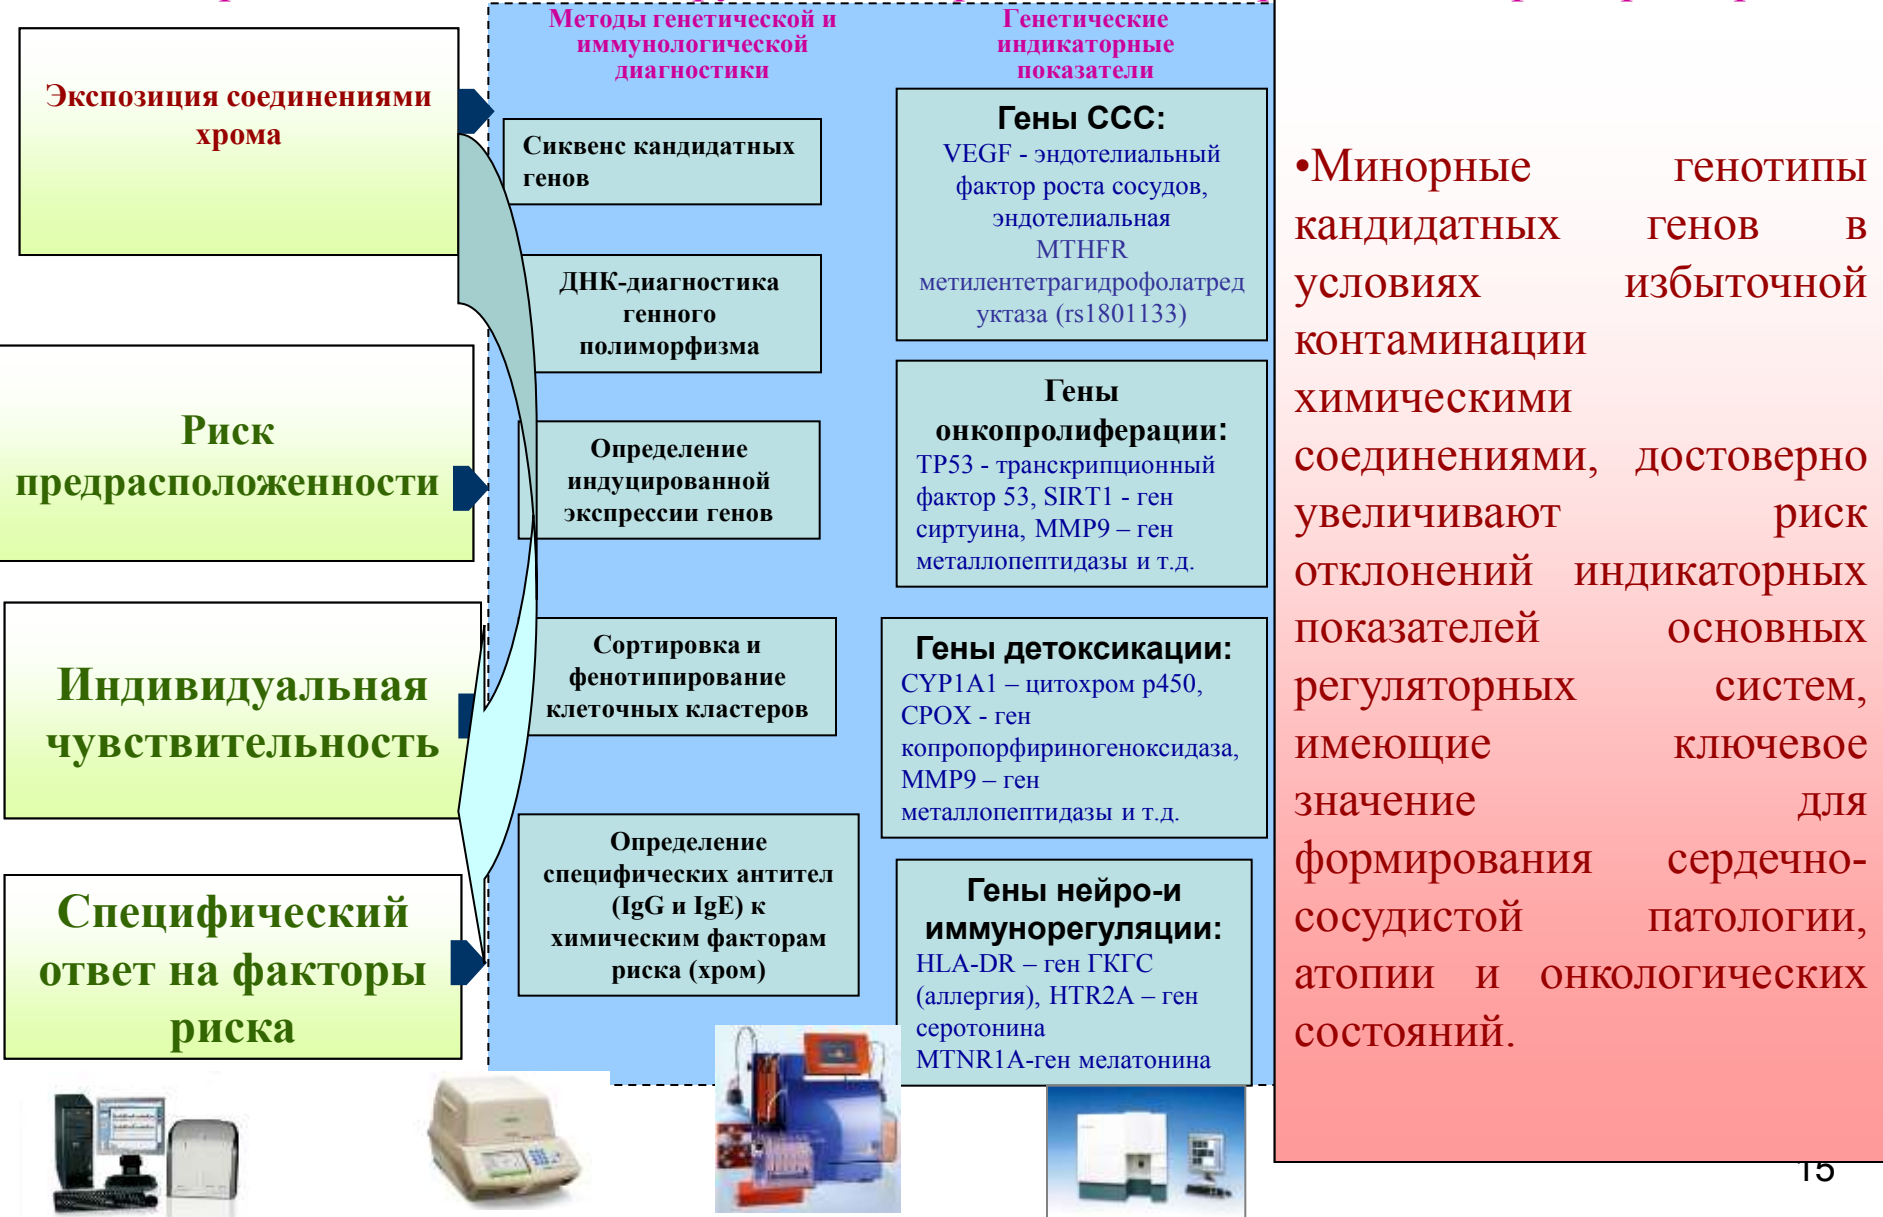 Экспозиция соединениями
хрома
Риск
предрасположенности
Индивидуальная
чувствительность
Специфический
ответ на факторы
риска
Методы генетической и
иммунологической
диагностики
Сиквенс кандидатных
генов
ДНК-диагностика
генного
полиморфизма
Определение
индуцированной
экспрессии генов
Сортировка и
фенотипирование
клеточных кластеров
Определение
специфических антител
(IgG и IgE) к
химическим факторам
риска (хром)
Генетические
индикаторные
показатели
Гены ССС:
VEGF - эндотелиальный
фактор роста сосудов,
эндотелиальная
MTHFR
метилентетрагидрофолатред
уктаза (rs1801133)
Гены
онкопролиферации:
TP53 - транскрипционный
фактор 53, SIRT1 - ген
сиртуина, MMP9 – ген
металлопептидазы и т.д.
Гены детоксикации:
CYP1A1 – цитохром р450,
CPOX - ген
копропорфириногеноксидаза,
MMP9 – ген
металлопептидазы и т.д.
Гены нейро-и
иммунорегуляции:
HLA-DR – ген ГКГС
(аллергия), HTR2A – ген
серотонина
MTNR1A-ген мелатонина
•Минорные генотипы
кандидатных генов в
условиях избыточной
контаминации
химическими
соединениями, достоверно
увеличивают риск
отклонений индикаторных
показателей основных
регуляторных систем,
имеющие ключевое
значение для
формирования сердечно-
сосудистой патологии,
атопии и онкологических
состояний.
15